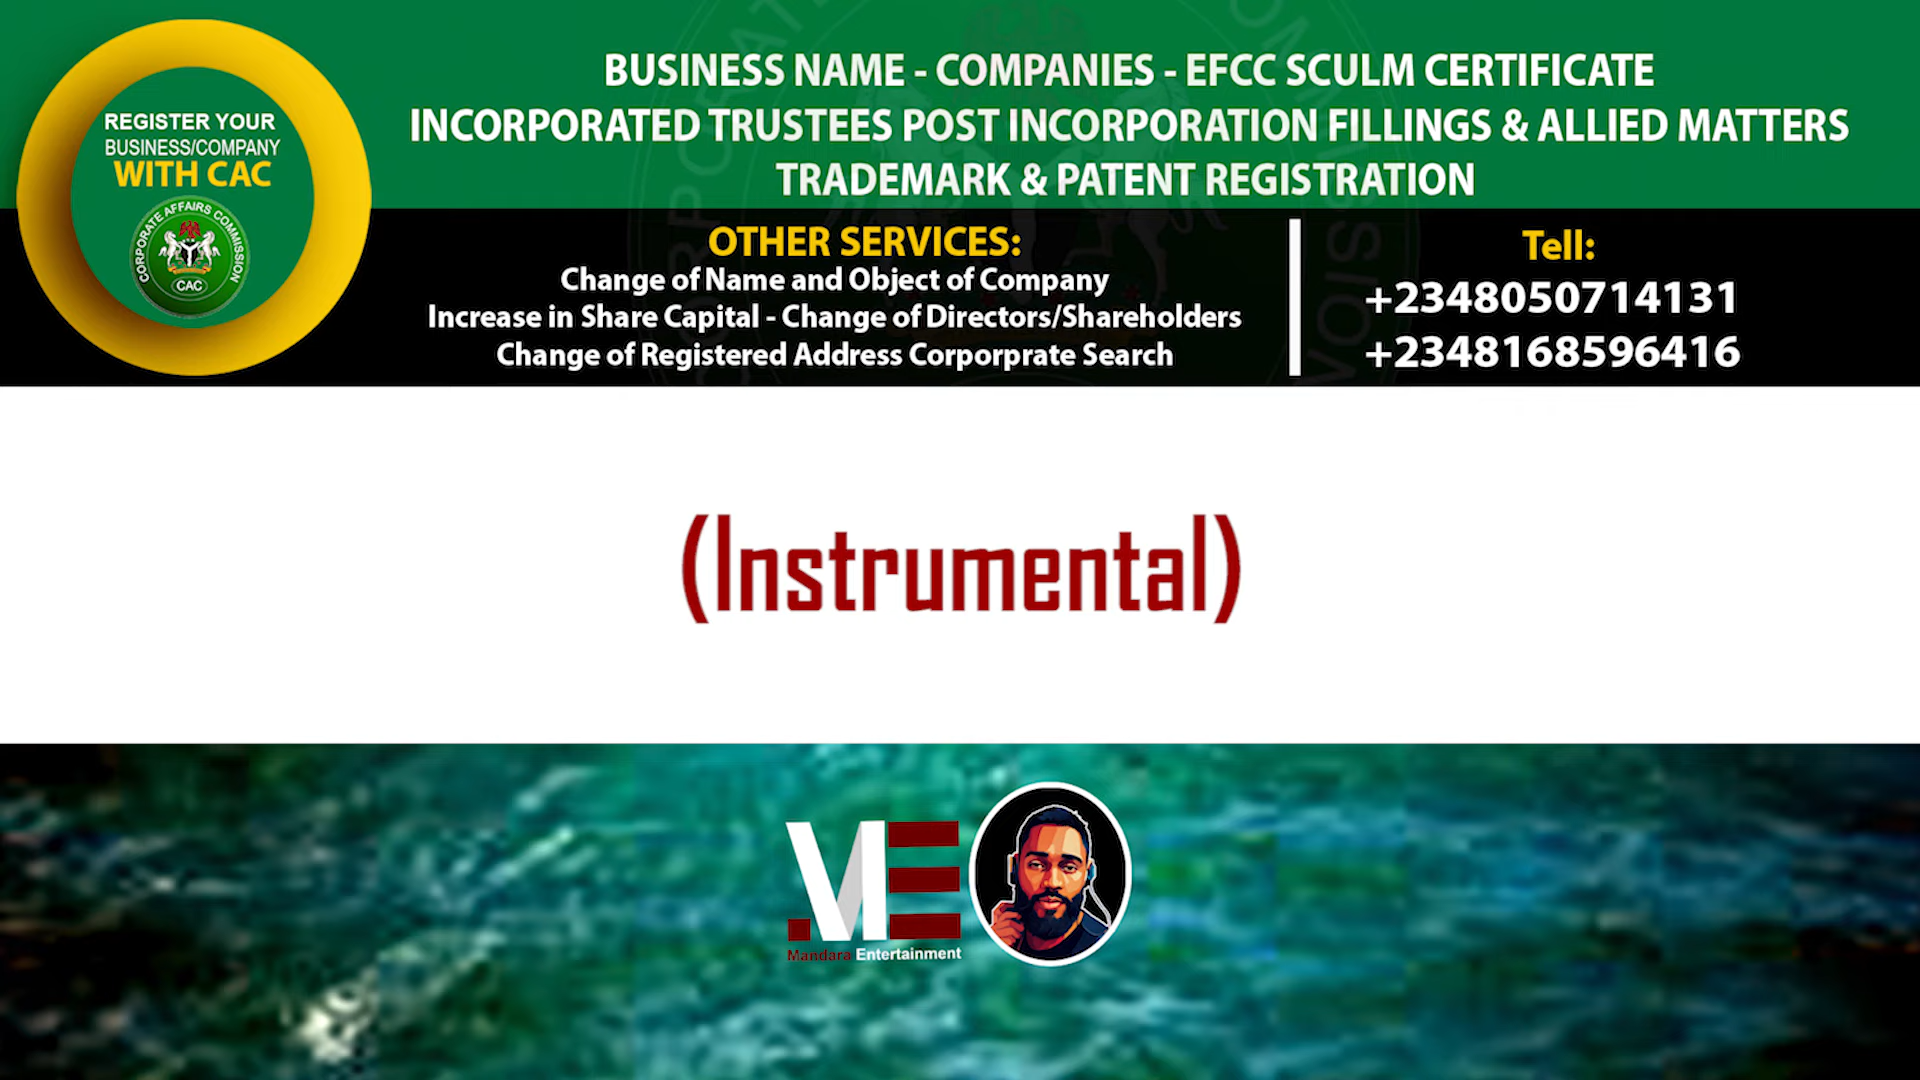 REGISTER YOUR
BUSINESS/COMPANY
WITH CAC
CORPORATE AFFAIRS COMMISSION
CAC
BUSINESS NAME - COMPANIES - EFCC SCULM CERTIFICATE
INCORPORATED TRUSTEES POST INCORPORATION FILLINGS & ALLIED MATTERS
TRADEMARK & PATENT REGISTRATION
OTHER SERVICES:
Change of Name and Object of Company
Increase in Share Capital - Change of Directors/Shareholders
Change of Registered Address Corporprate Search
Tell:
+2348050714131
+2348168596416
(Instrumental)
ME
Mandara Entertainment